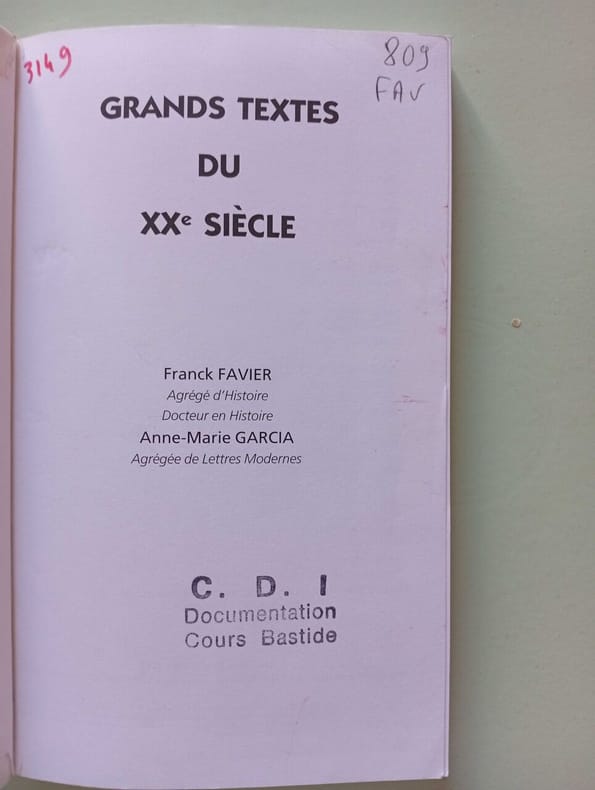 3149
809
FAV
GRANDS TEXTES
DU
XXe SIÈCLE
Franck FAVIER
Agrégé d'Histoire
Docteur en Histoire
Anne-Marie GARCIA
Agrégée de Lettres Modernes
C. D. I
Documentation
Cours Bastide